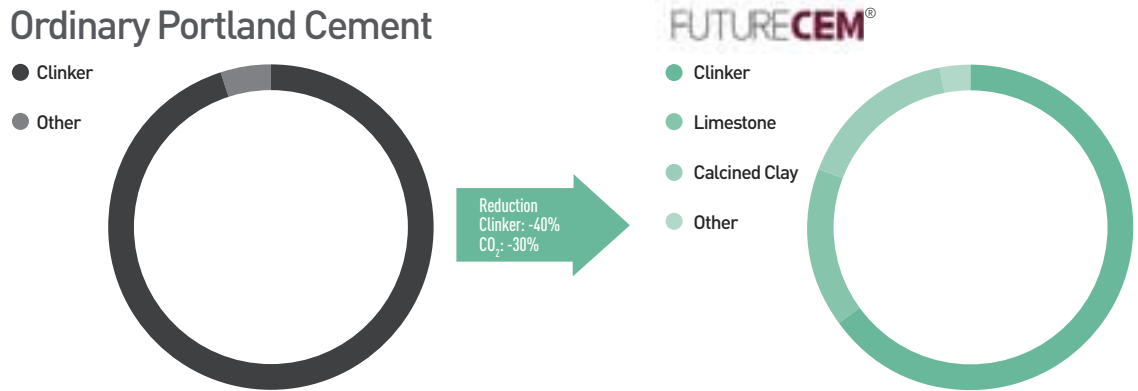 Ordinary Portland Cement
Clinker
Other
Reduction
Clinker: -40%
CO₂: -30%
FUTURECEM®
Clinker
Limestone
Calcined Clay
Other